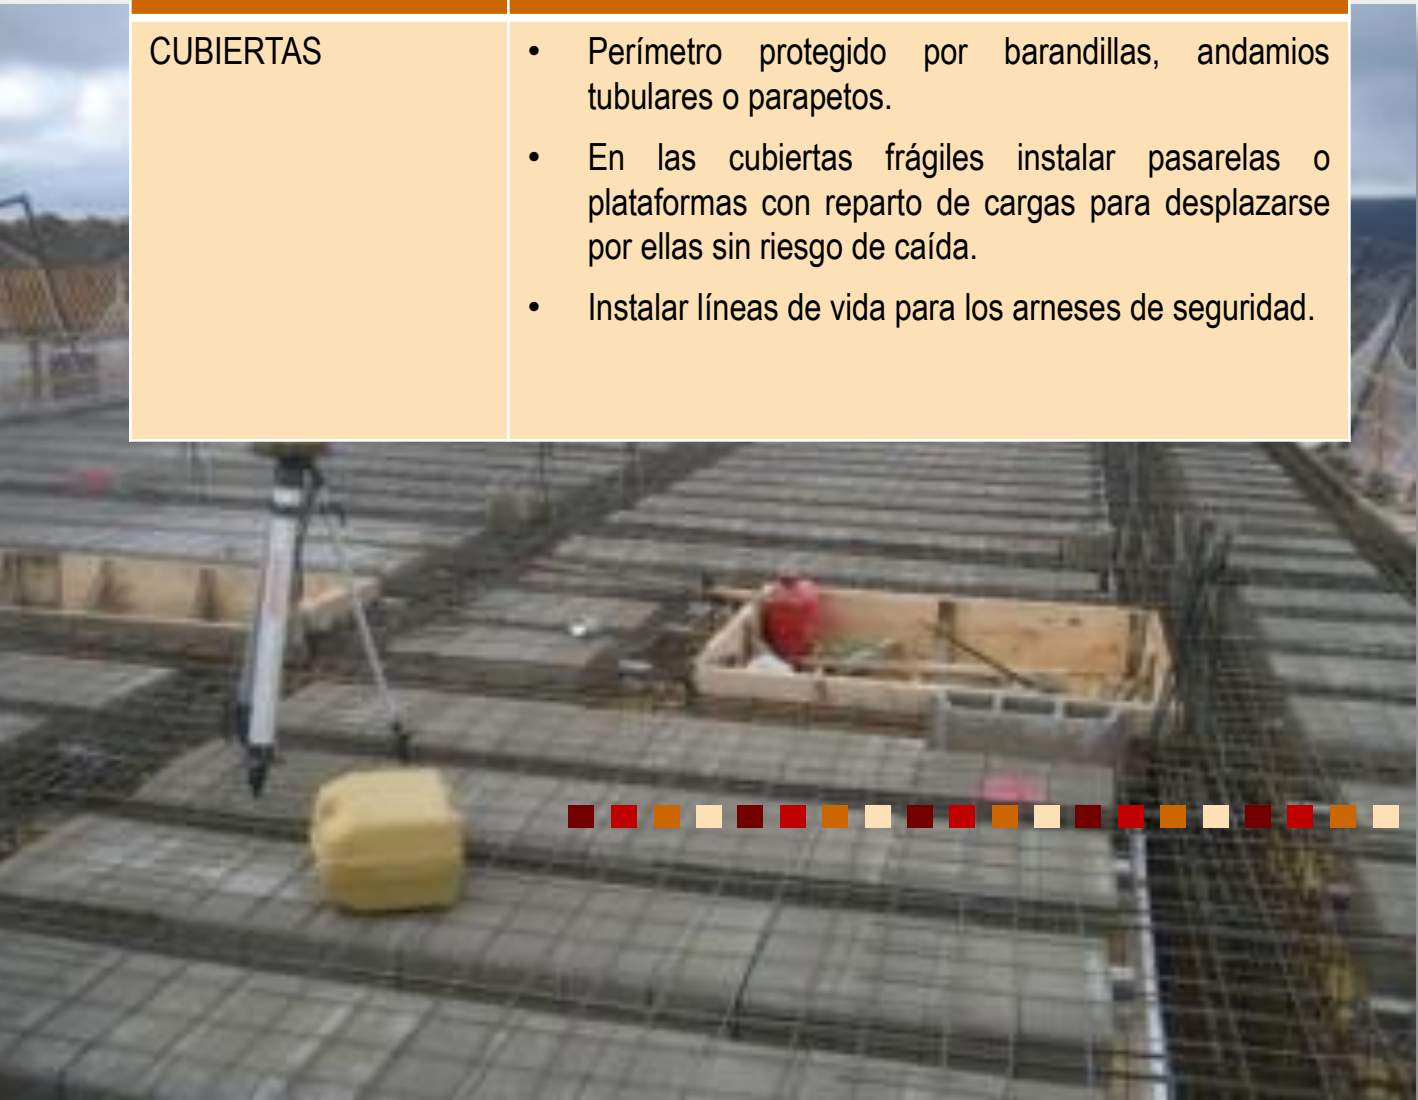 CUBIERTAS
• Perímetro protegido por barandillas, andamios
tubulares o parapetos.
• En las cubiertas frágiles instalar pasarelas o
plataformas con reparto de cargas para desplazarse
por ellas sin riesgo de caída.
• Instalar líneas de vida para los arneses de seguridad.